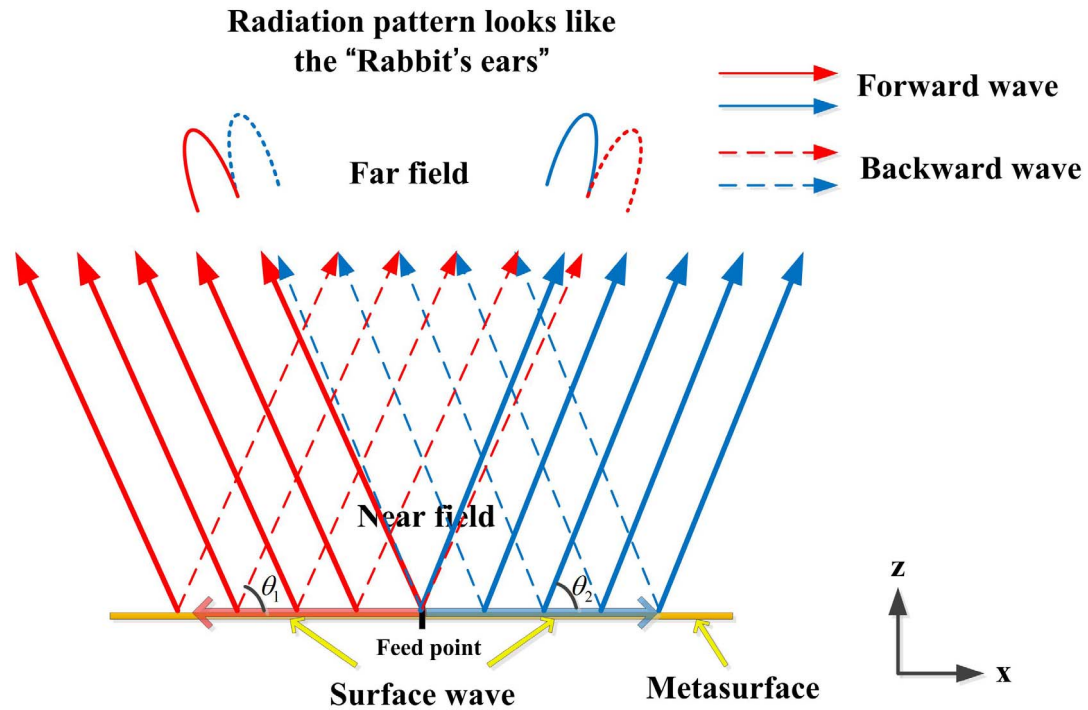 Radiation pattern looks like
the “Rabbit’s ears”
Forward wave
Backward wave
Far field
Near field
θ1
θ2
Feed point
Surface wave
Metasurface
z
x